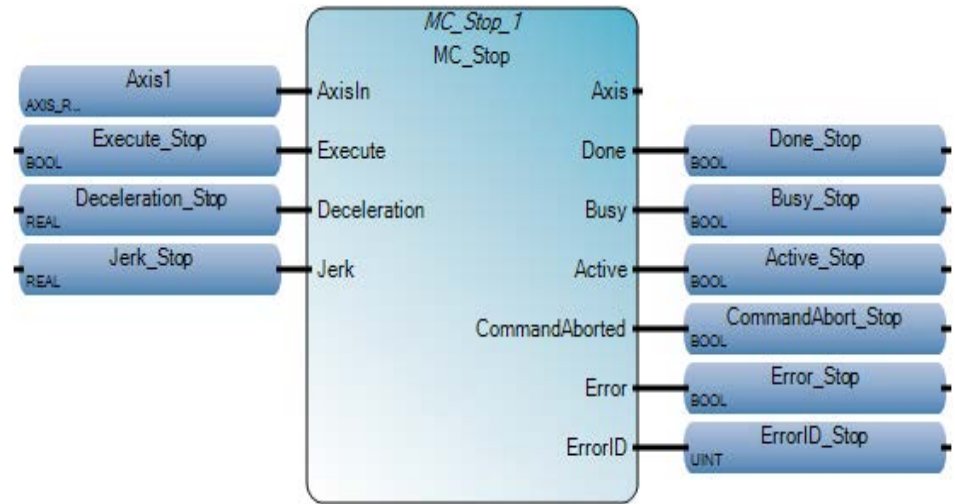 MC_Stop_1
MC_Stop
Axis1
AXIS_R...
AxisIn
Axis
Execute_Stop
BOOL
Execute
Done
Done_Stop
BOOL
Deceleration_Stop
REAL
Deceleration
Busy
Busy_Stop
BOOL
Jerk_Stop
REAL
Jerk
Active
Active_Stop
BOOL
CommandAborted
CommandAbort_Stop
BOOL
Error
Error_Stop
BOOL
ErrorID
ErrorID_Stop
UINT